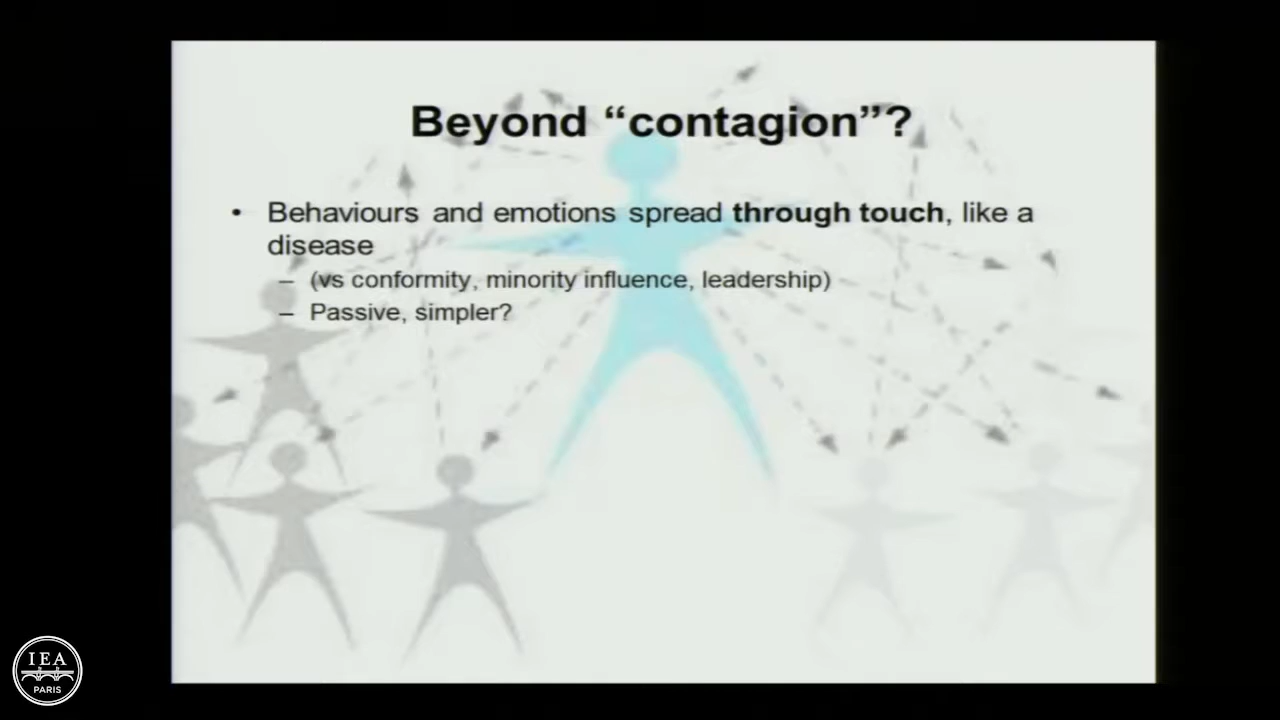 Beyond “contagion”?
• Behaviours and emotions spread through touch, like a
disease
– (vs conformity, minority influence, leadership)
– Passive, simpler?
IEA
PARIS